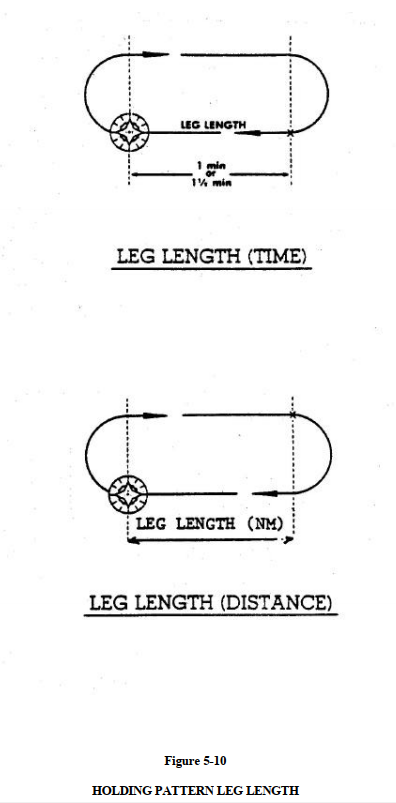 LEG LENGTH
1 min
or
1½ min
LEG LENGTH (TIME)
LEG LENGTH (NM)
LEG LENGTH (DISTANCE)
Figure 5-10
HOLDING PATTERN LEG LENGTH